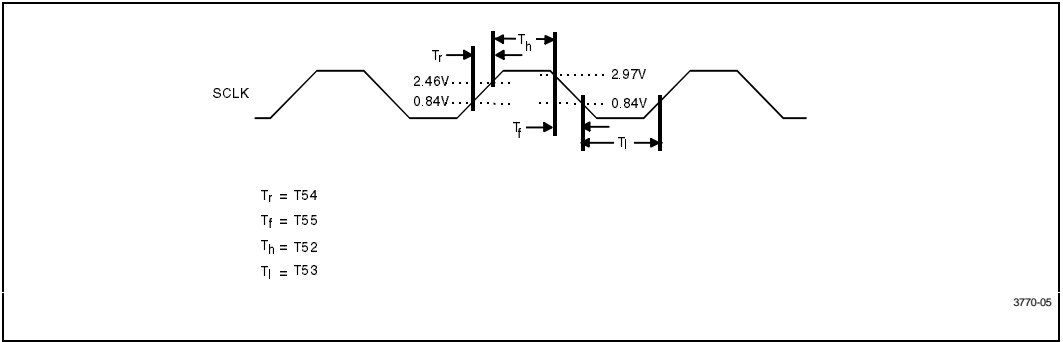 Th
Tr
2.46V
2.97V
SCLK
0.84V
0.84V
Tf
Tl
Tr = T54
Tf = T55
Th = T52
Tl = T53
3770-05